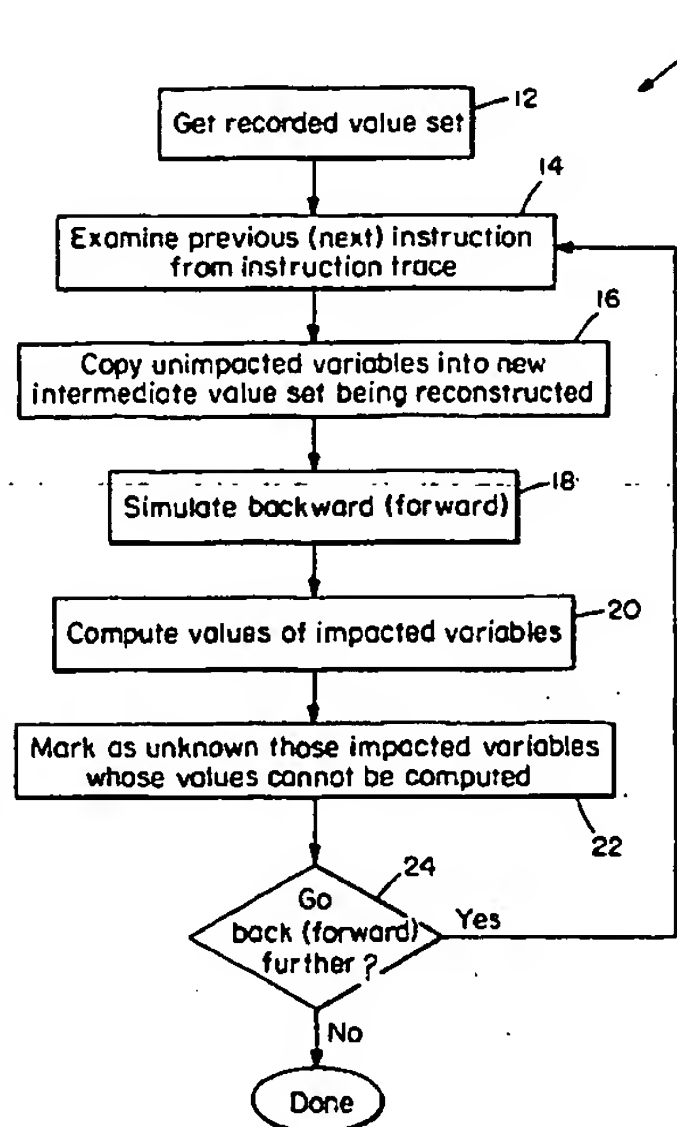 12
Get recorded value set
14
Examine previous (next) instruction
from instruction trace
16
Copy unimpacted variables into new
intermediate value set being reconstructed
18
Simulate backward (forward)
20
Compute values of impacted variables
Mark as unknown those impacted variables
whose values cannot be computed
22
24
Go
back (forward)
further ?
Yes
No
Done